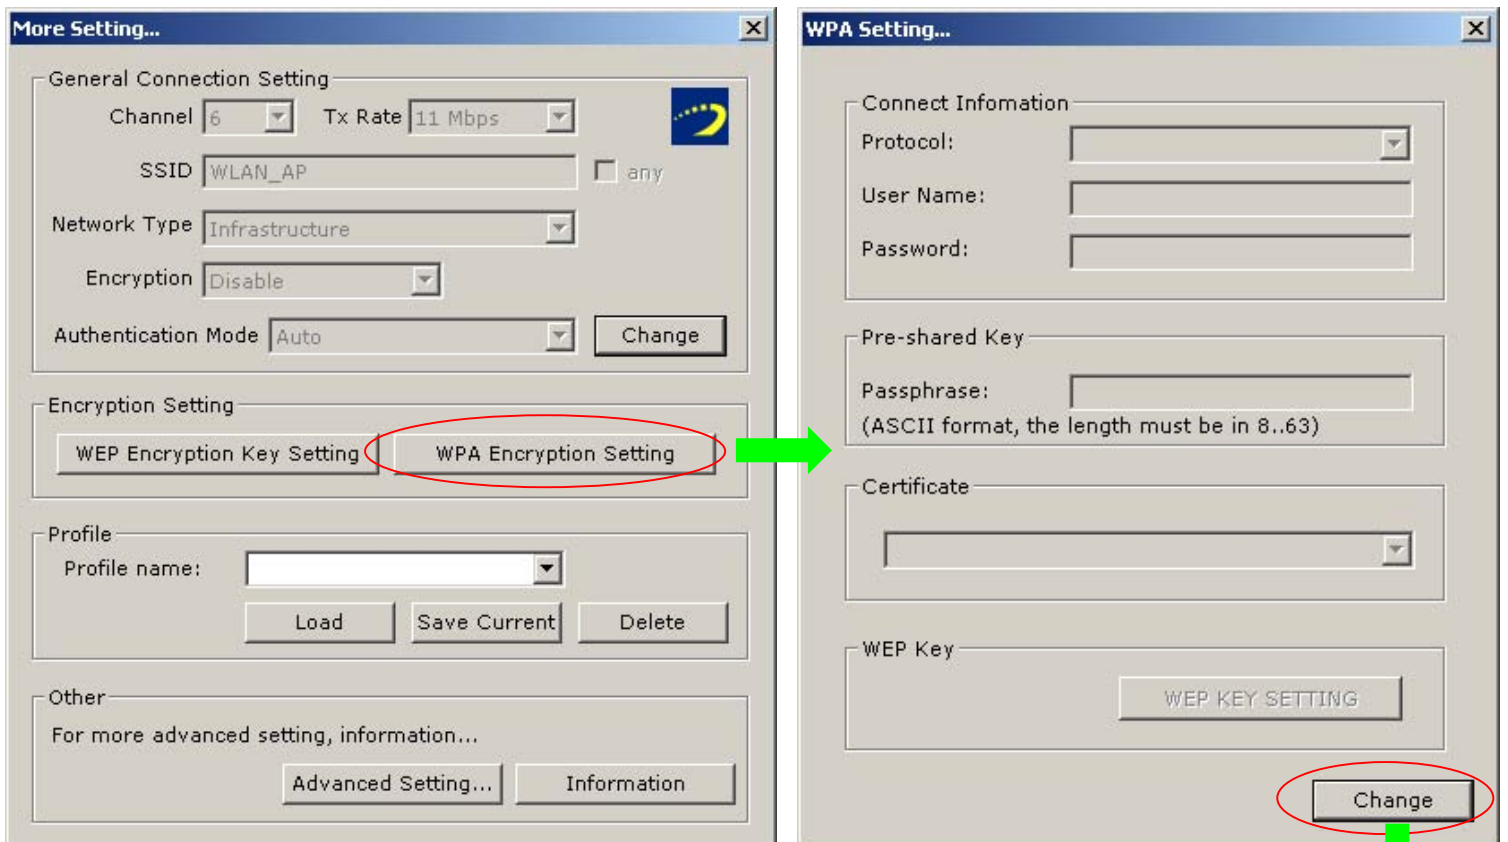 More Setting...
General Connection Setting
Channel 6 Tx Rate 11 Mbps
SSID WLAN_AP any
Network Type Infrastructure
Encryption Disable
Authentication Mode Auto Change
Encryption Setting
WEP Encryption Key Setting WPA Encryption Setting
Profile
Profile name:
Load Save Current Delete
Other
For more advanced setting, information...
Advanced Setting... Information
WPA Setting...
Connect Infomation
Protocol:
User Name:
Password:
Pre-shared Key
Passphrase:
(ASCII format, the length must be in 8..63)
Certificate
WEP Key
WEP KEY SETTING
Change